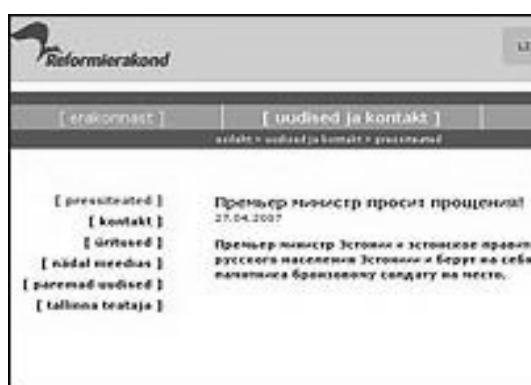 Reformierakond
[ erakonnast ]
[ uudised ja kontakt ]
avaleht > uudised ja kontakt > pressiteated
[ pressiteated ]
[ kontakt ]
[ üritused ]
[ nädal meedias ]
[ paremad uudised ]
[ tallinna teataja ]
Премьер министр просит прощения!
27.04.2007
Премьер министр Эстонии и эстонское
русского населения Эстонии и берут на себя
памятника бронзовому солдату на место.